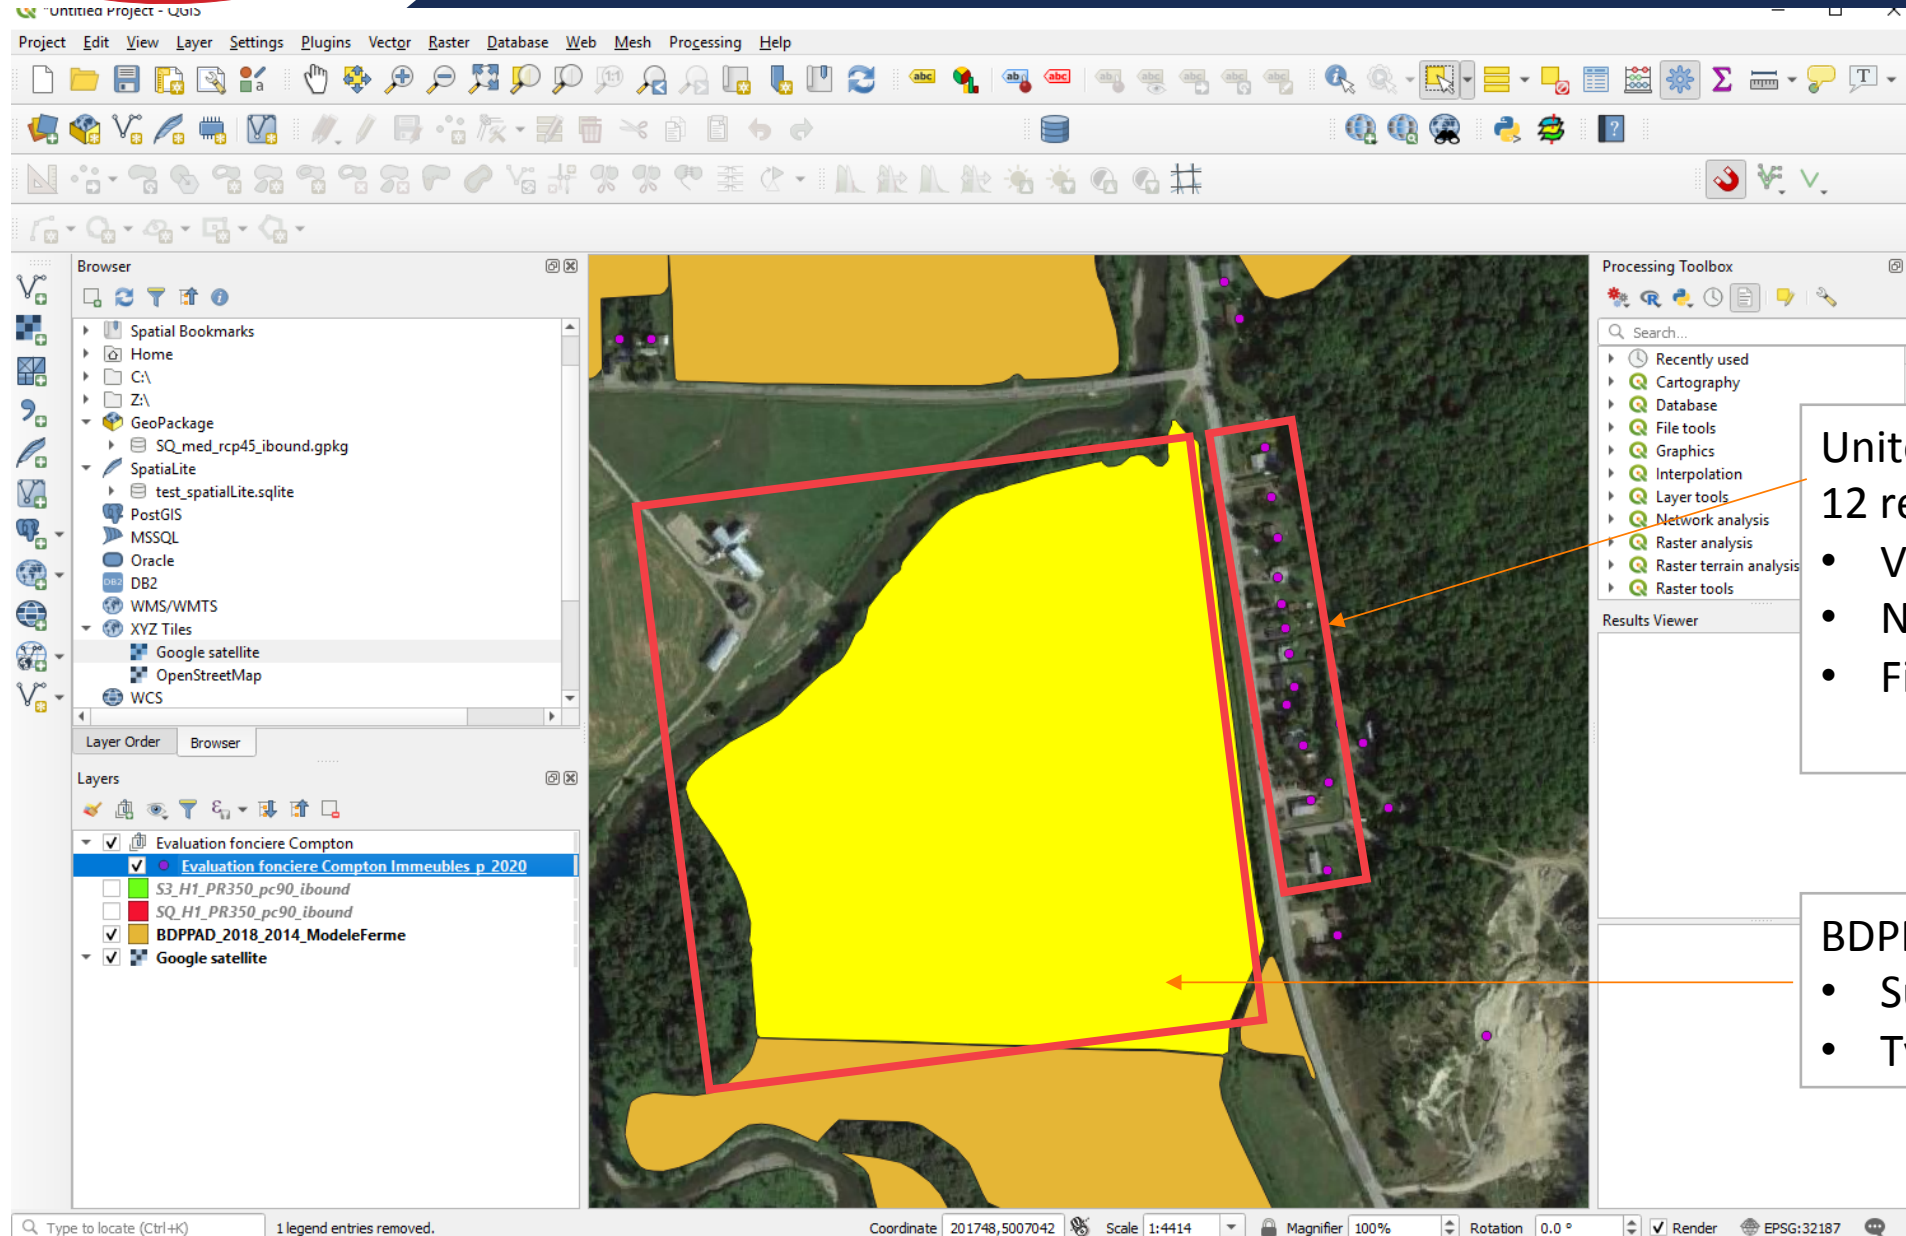 *Untitled Project - QGIS
Project Edit View Layer Settings Plugins Vector Raster Database Web Mesh Processing Help
Browser
Spatial Bookmarks
Home
C:\
Z:\
GeoPackage
SQ_med_rcp45_ibound.gpkg
SpatiaLite
test_spatialLite.sqlite
PostGIS
MSSQL
Oracle
DB2
WMS/WMTS
XYZ Tiles
Google satellite
OpenStreetMap
WCS
Layer Order Browser
Layers
Evaluation fonciere Compton
Evaluation fonciere Compton Immeubles_p_2020
S3_H1_PR350_pc90_ibound
SQ_H1_PR350_pc90_ibound
BDPPAD_2018_2014_ModeleFerme
Google satellite
Processing Toolbox
Search...
Recently used
Cartography
Database
File tools
Graphics
Interpolation
Layer tools
Network analysis
Raster analysis
Raster terrain analysis
Raster tools
Results Viewer
12
Type to locate (Ctrl+K) 1 legend entries removed. Coordinate 201748,5007042 Scale 1:4414 Magnifier 100% Rotation 0.0 ° Render EPSG:32187